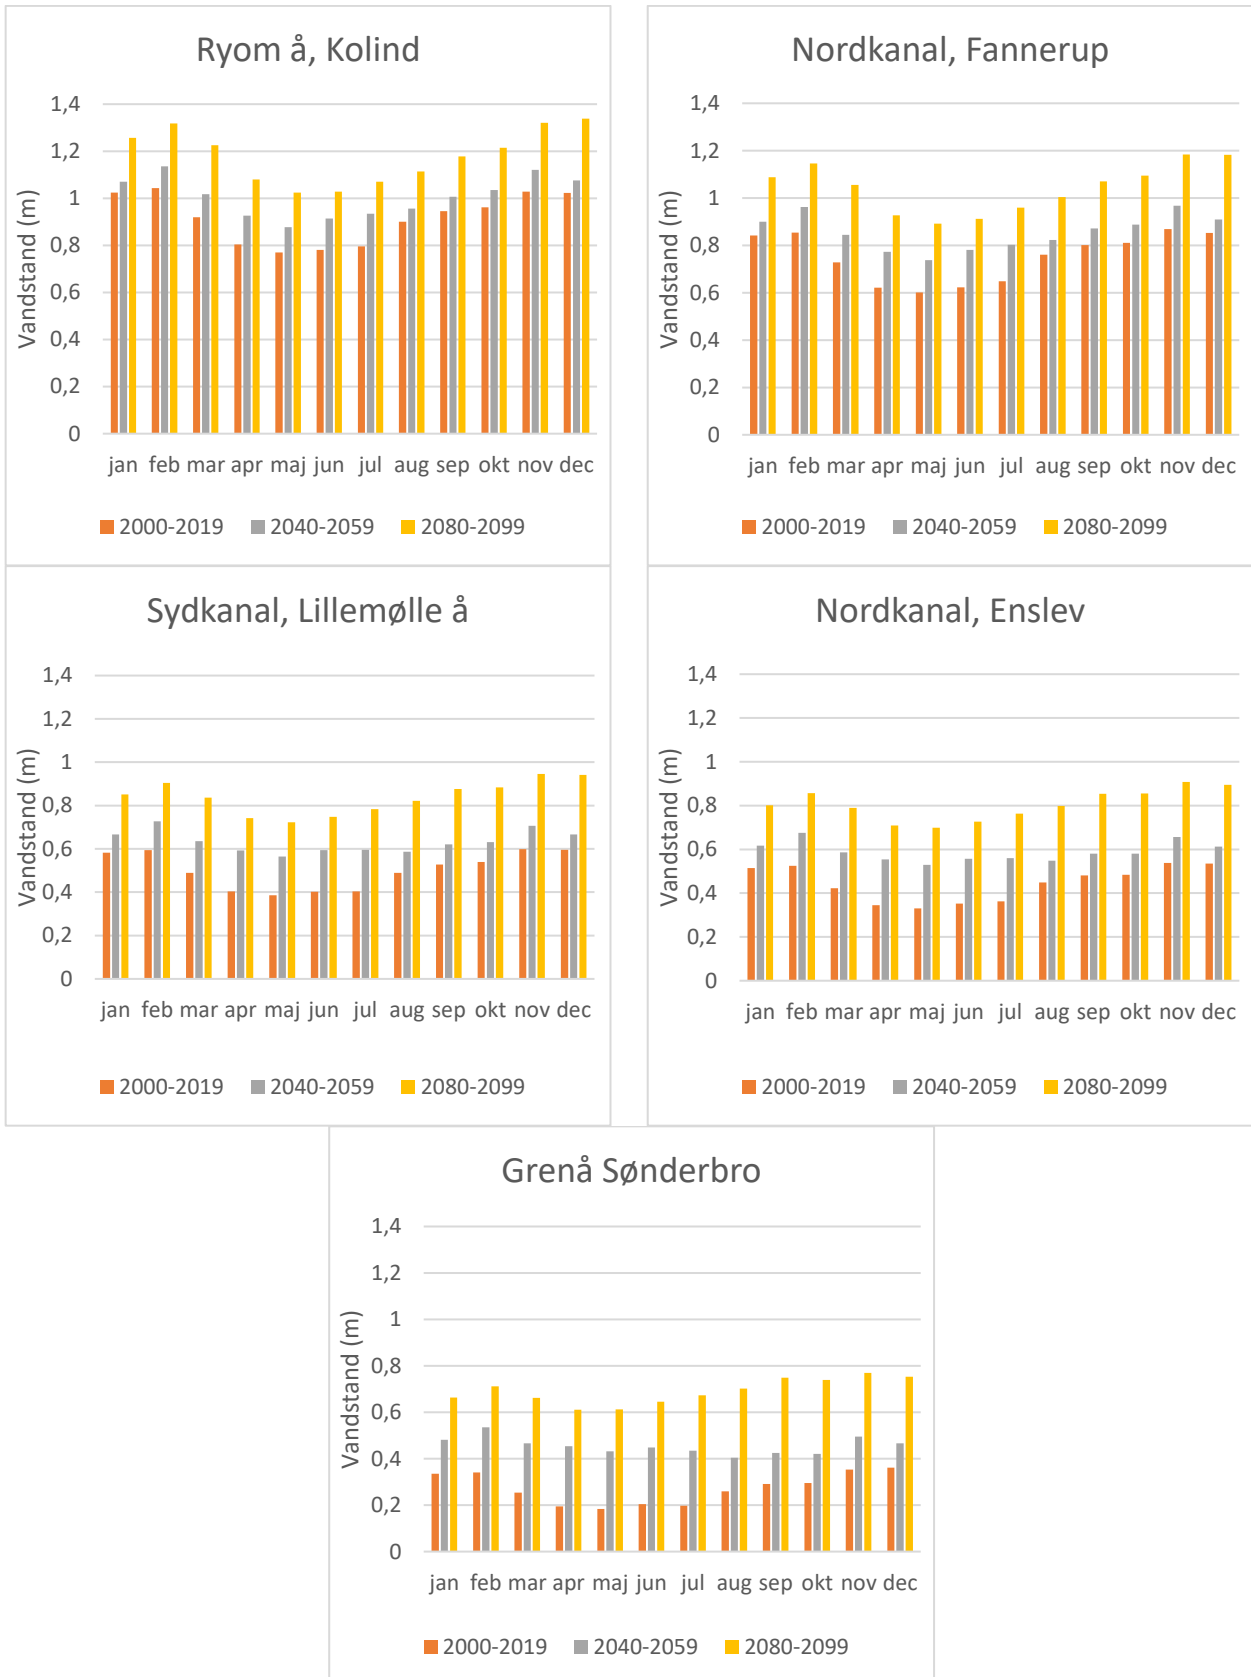 Ryom å, Kolind
Vandstand (m)
1,4
1,2
1
0,8
0,6
0,4
0,2
0
jan feb mar apr maj jun jul aug sep okt nov dec
2000-2019 2040-2059 2080-2099
Nordkanal, Fannerup
Vandstand (m)
1,4
1,2
1
0,8
0,6
0,4
0,2
0
jan feb mar apr maj jun jul aug sep okt nov dec
2000-2019 2040-2059 2080-2099
Sydkanal, Lillemølle å
Vandstand (m)
1,4
1,2
1
0,8
0,6
0,4
0,2
0
jan feb mar apr maj jun jul aug sep okt nov dec
2000-2019 2040-2059 2080-2099
Nordkanal, Enslev
Vandstand (m)
1,4
1,2
1
0,8
0,6
0,4
0,2
0
jan feb mar apr maj jun jul aug sep okt nov dec
2000-2019 2040-2059 2080-2099
Grenå Sønderbro
Vandstand (m)
1,4
1,2
1
0,8
0,6
0,4
0,2
0
jan feb mar apr maj jun jul aug sep okt nov dec
2000-2019 2040-2059 2080-2099